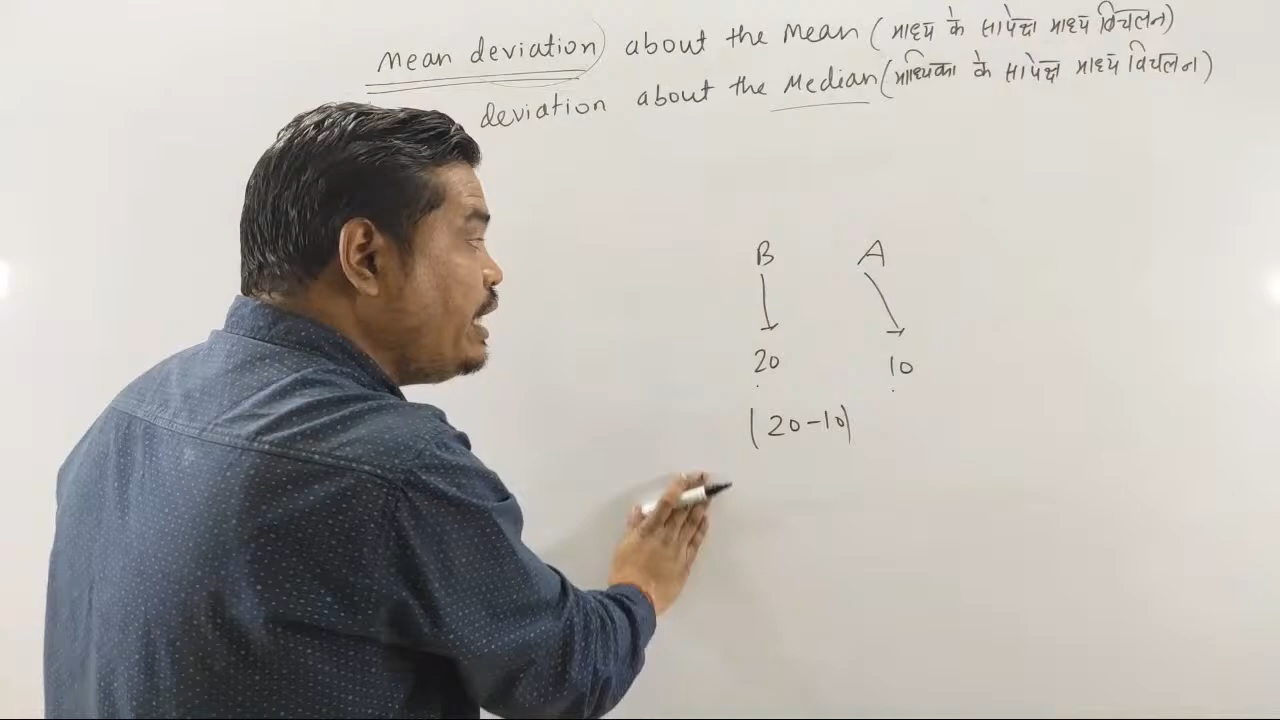 mean deviation) about the mean (माध्य के सापेक्ष माध्य विचलन)
deviation about the Median (माध्यिका के सापेक्ष माध्य विचलन)
B A
20 10
|20-10|